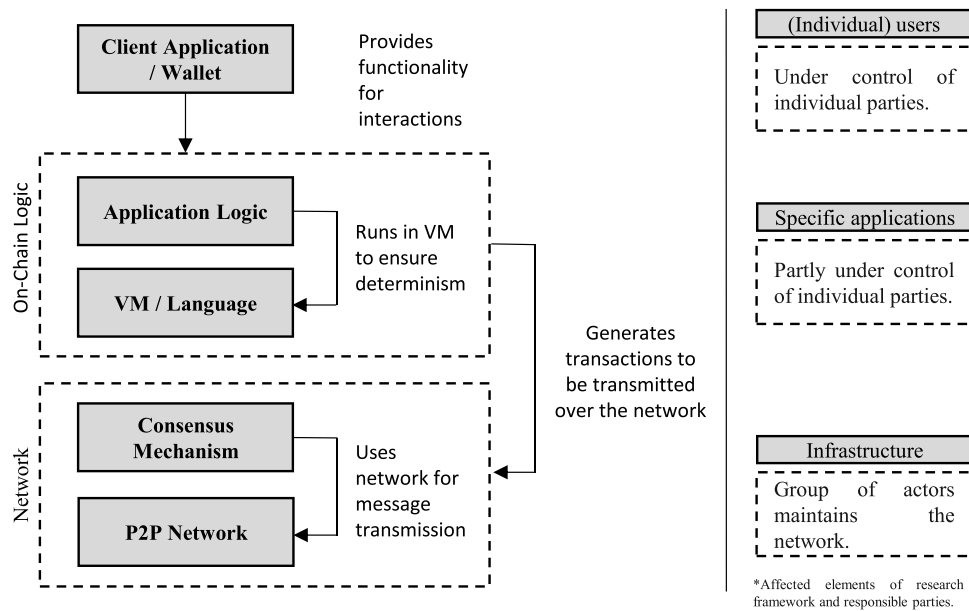 Client Application
/ Wallet
Provides
functionality
for
interactions
On-Chain Logic
Application Logic
VM / Language
Runs in VM
to ensure
determinism
Generates
transactions to
be transmitted
over the network
Network
Consensus
Mechanism
P2P Network
Uses
network for
message
transmission
(Individual) users
Under control of
individual parties.
Specific applications
Partly under control
of individual parties.
Infrastructure
Group of actors
maintains the
network.
*Affected elements of research
framework and responsible parties.